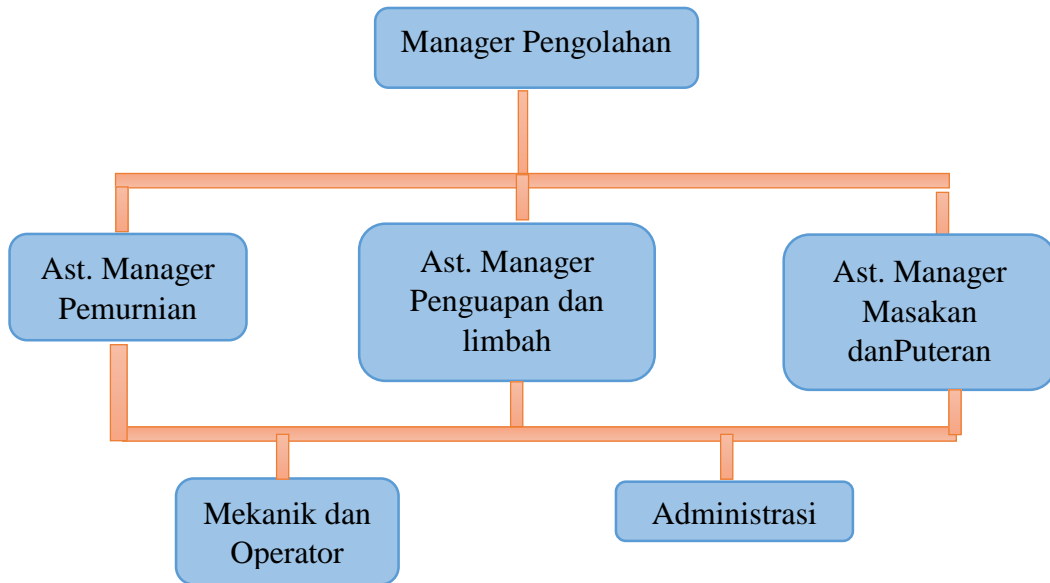 Manager Pengolahan
Ast. Manager
Pemurnian
Ast. Manager
Penguapan dan
limbah
Ast. Manager
Masakan
danPuteran
Mekanik dan
Operator
Administrasi